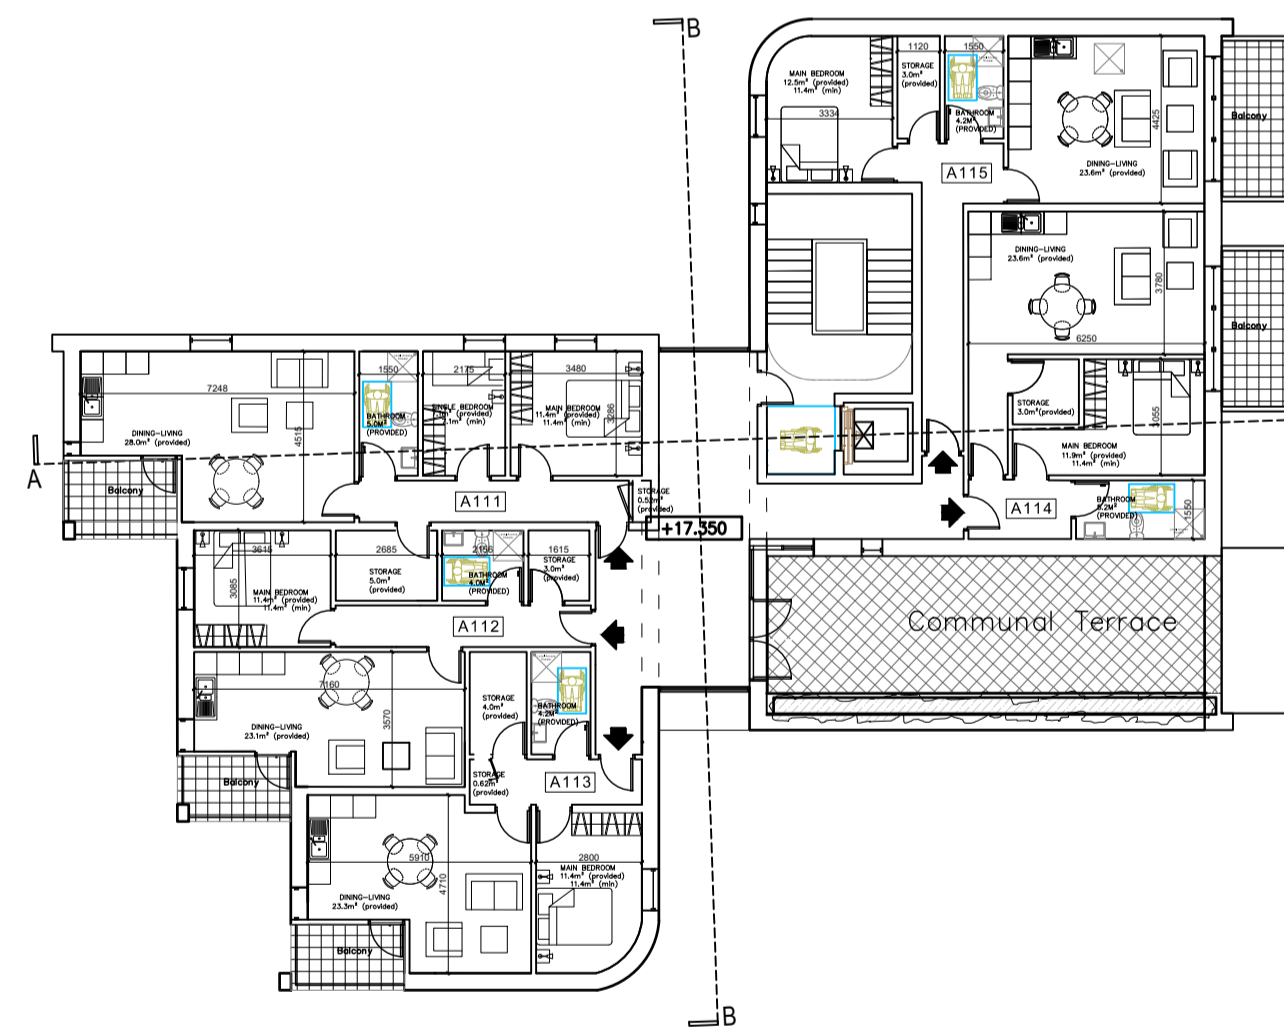 B
MAIN BEDROOM
12.5m² (provided)
11.4m² (min)
3334
1120
STORAGE
3.0m²
(provided)
1550
BATHROOM
4.2M²
(PROVIDED)
4425
DINING-LIVING
23.6m² (provided)
Balcony
A115
DINING-LIVING
23.6m² (provided)
3780
6250
Balcony
STORAGE
3.0m²(provided)
3055
MAIN BEDROOM
11.9m² (provided)
11.4m² (min)
A114
BATHROOM
5.2M²
(PROVIDED)
1550
Communal Terrace
7248
4515
DINING-LIVING
28.0m² (provided)
A
Balcony
1550
BATHROOM
5.0M²
(PROVIDED)
2175
SINGLE BEDROOM
(provided)
(min)
3480
MAIN BEDROOM
11.4m² (provided)
11.4m² (min)
3286
A111
STORAGE
0.52m²
(provided)
+17.350
3615
3085
MAIN BEDROOM
11.4m² (provided)
11.4m² (min)
2685
STORAGE
5.0m²
(provided)
2156
BATHROOM
4.0M²
(PROVIDED)
1615
STORAGE
3.0m²
(provided)
A112
7160
3570
DINING-LIVING
23.1m² (provided)
Balcony
STORAGE
4.0m²
(provided)
BATHROOM
4.2M²
(PROVIDED)
STORAGE
0.62m²
(provided)
A113
5910
4710
DINING-LIVING
23.3m² (provided)
Balcony
2800
MAIN BEDROOM
11.4m² (provided)
11.4m² (min)
B